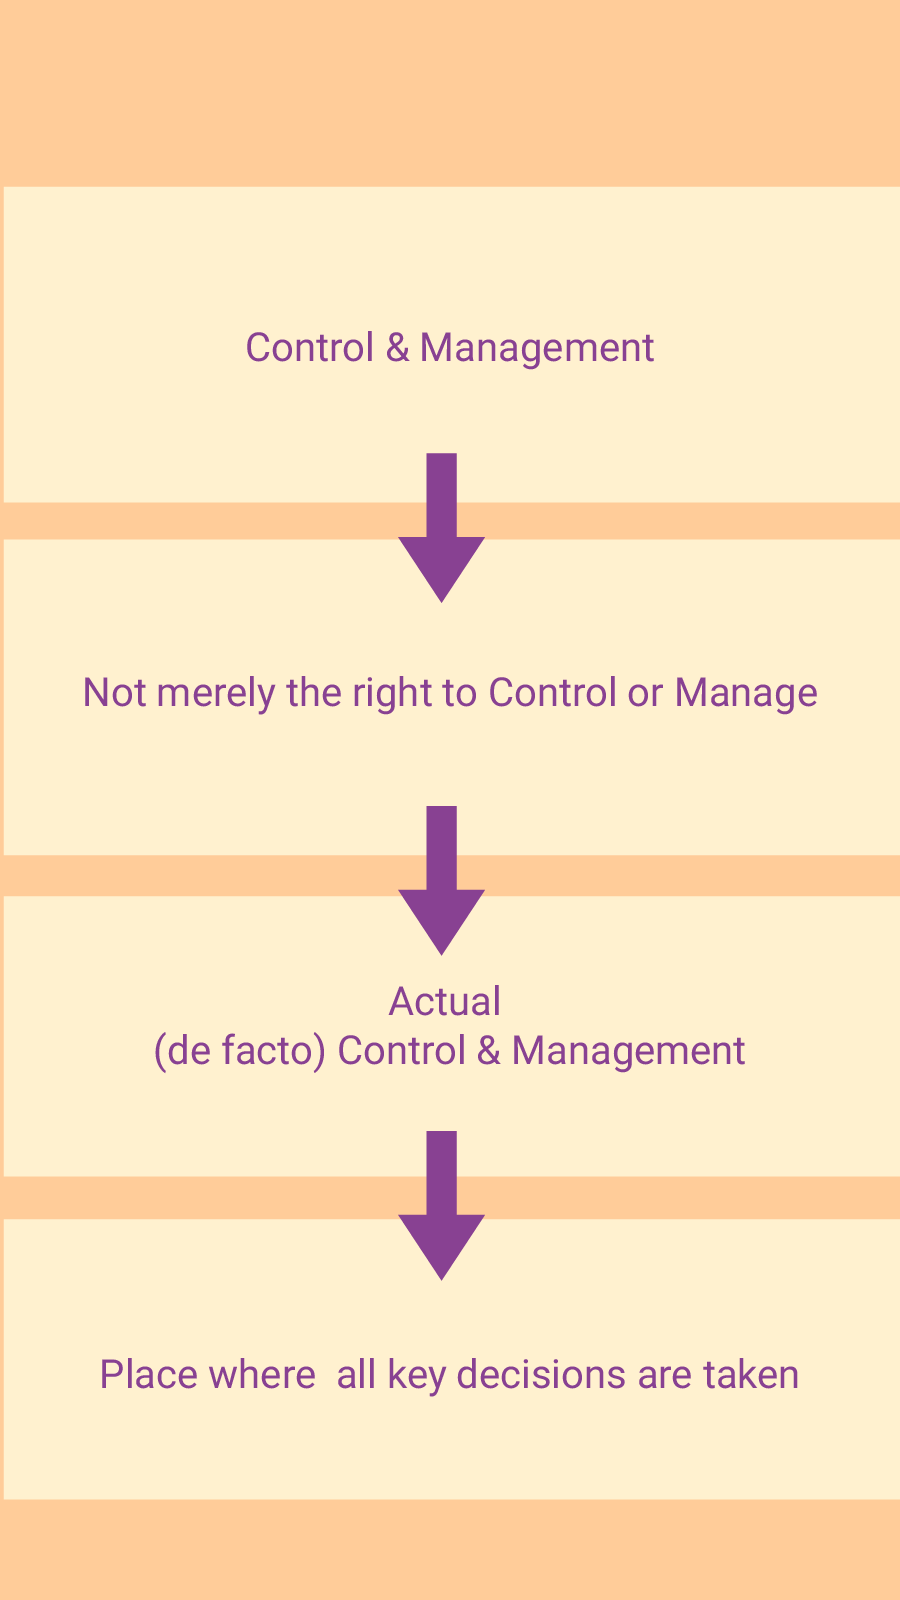 Control & Management
Not merely the right to Control or Manage
Actual
(de facto) Control & Management
Place where  all key decisions are taken